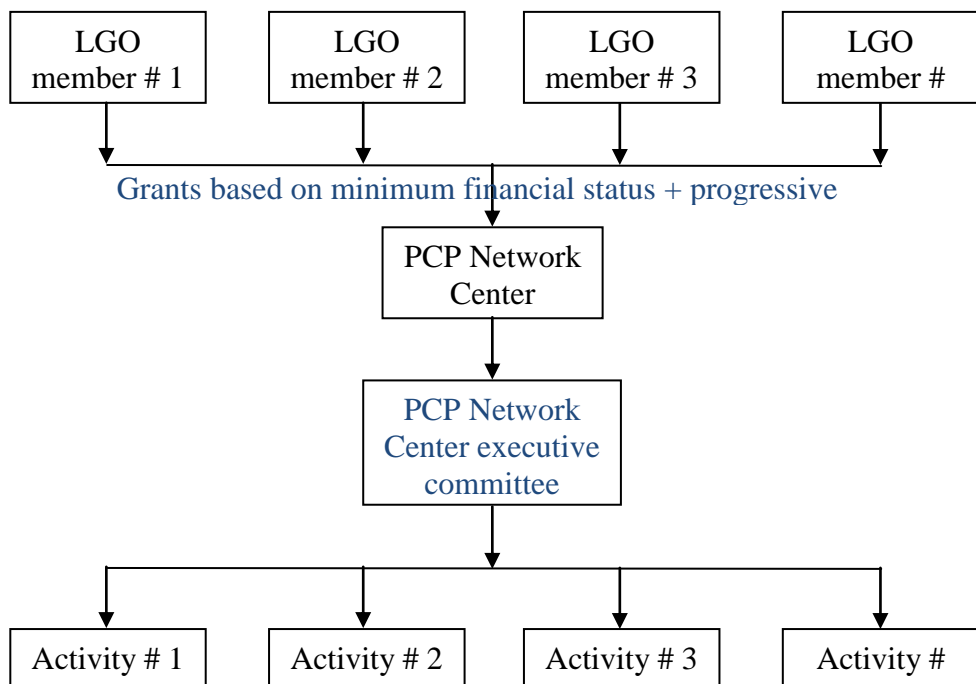 LGO
member # 1
LGO
member # 2
LGO
member # 3
LGO
member #
Grants based on minimum financial status + progressive
PCP Network
Center
PCP Network
Center executive
committee
Activity # 1
Activity # 2
Activity # 3
Activity #